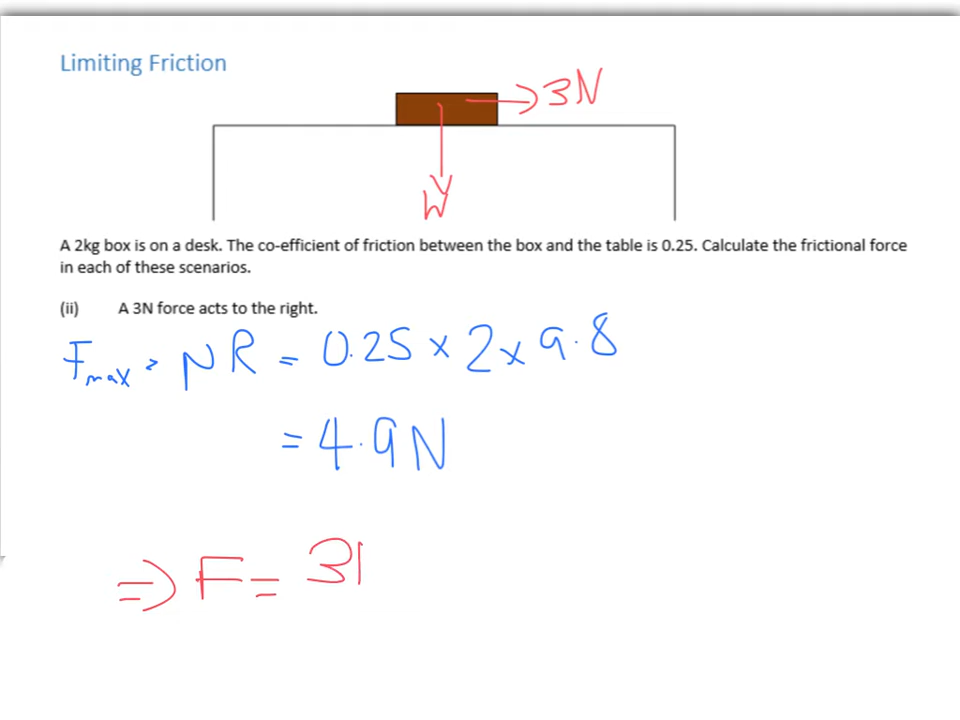 Limiting Friction
3N
W
A 2kg box is on a desk. The co-efficient of friction between the box and the table is 0.25. Calculate the frictional force
in each of these scenarios.
(ii) A 3N force acts to the right.
Fmax = μR = 0.25 × 2 × 9.8
= 4.9N
⇒ F = 3